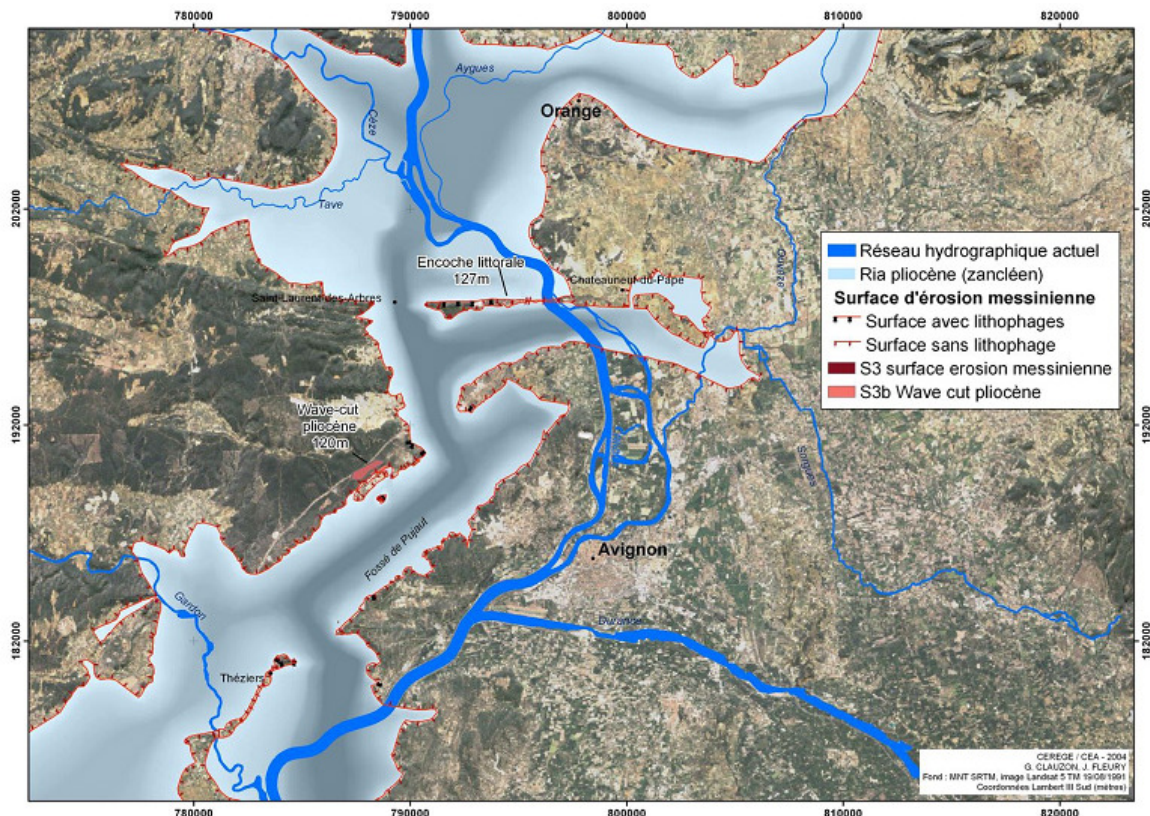 780000
790000
800000
810000
820000
Aygues
Orange
Cèze
202000
Tave
202000
Encoche littorale
127m
Chateauneuf-du-Pape
Ouvèze
Saint-Laurent-des-Arbres
Réseau hydrographique actuel
Ria pliocène (zancléen)
Surface d'érosion messinienne
Surface avec lithophages
Surface sans lithophage
S3 surface erosion messinienne
S3b Wave cut pliocène
192000
Wave-cut
pliocène
120m
192000
Sorgues
Fossé de Pujaut
Avignon
Gardon
Durance
182000
182000
Théziers
CEREGE / CEA - 2004
G. CLAUZON, J. FLEURY
Fond : MNT SRTM, image Landsat 5 TM 19/08/1991
Coordonnées Lambert III Sud (mètres)
780000
790000
800000
810000
820000